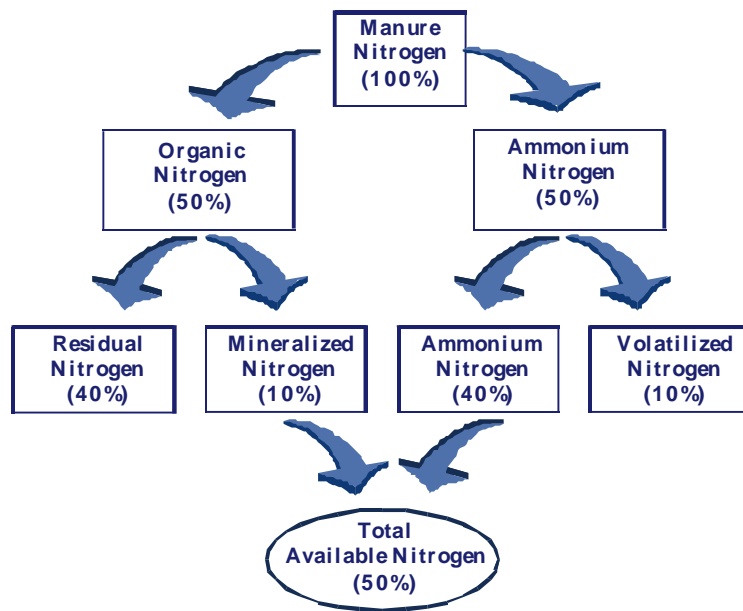 Manure
Nitrogen
(100%)
Organic
Nitrogen
(50%)
Ammonium
Nitrogen
(50%)
Residual
Nitrogen
(40%)
Mineralized
Nitrogen
(10%)
Ammonium
Nitrogen
(40%)
Volatilized
Nitrogen
(10%)
Total
Available Nitrogen
(50%)